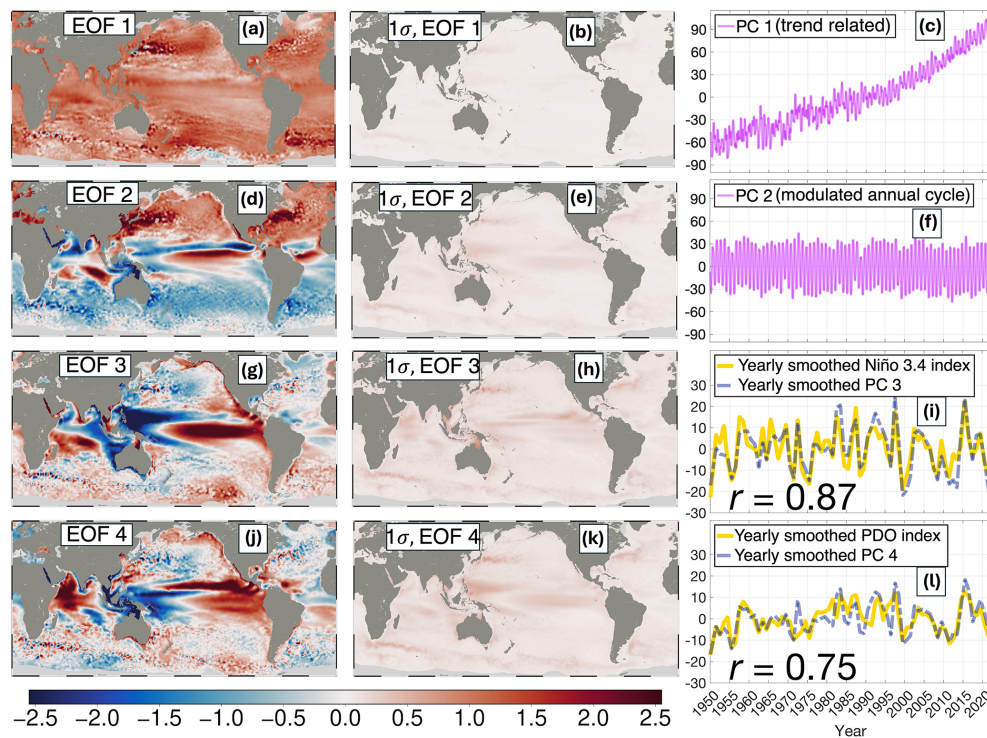 EOF 1
(a)
1σ, EOF 1
(b)
PC 1 (trend related)
(c)
90
60
30
0
-30
-60
-90
EOF 2
(d)
1σ, EOF 2
(e)
PC 2 (modulated annual cycle)
(f)
90
60
30
0
-30
-60
-90
EOF 3
(g)
1σ, EOF 3
(h)
Yearly smoothed Niño 3.4 index
Yearly smoothed PC 3
(i)
20
10
0
-10
-20
-30
r = 0.87
EOF 4
(j)
1σ, EOF 4
(k)
Yearly smoothed PDO index
Yearly smoothed PC 4
(l)
30
20
10
0
-10
-20
-30
r = 0.75
1950 1955 1960 1965 1970 1975 1980 1985 1990 1995 2000 2005 2010 2015 2020
Year
-2.5 -2.0 -1.5 -1.0 -0.5 0.0 0.5 1.0 1.5 2.0 2.5